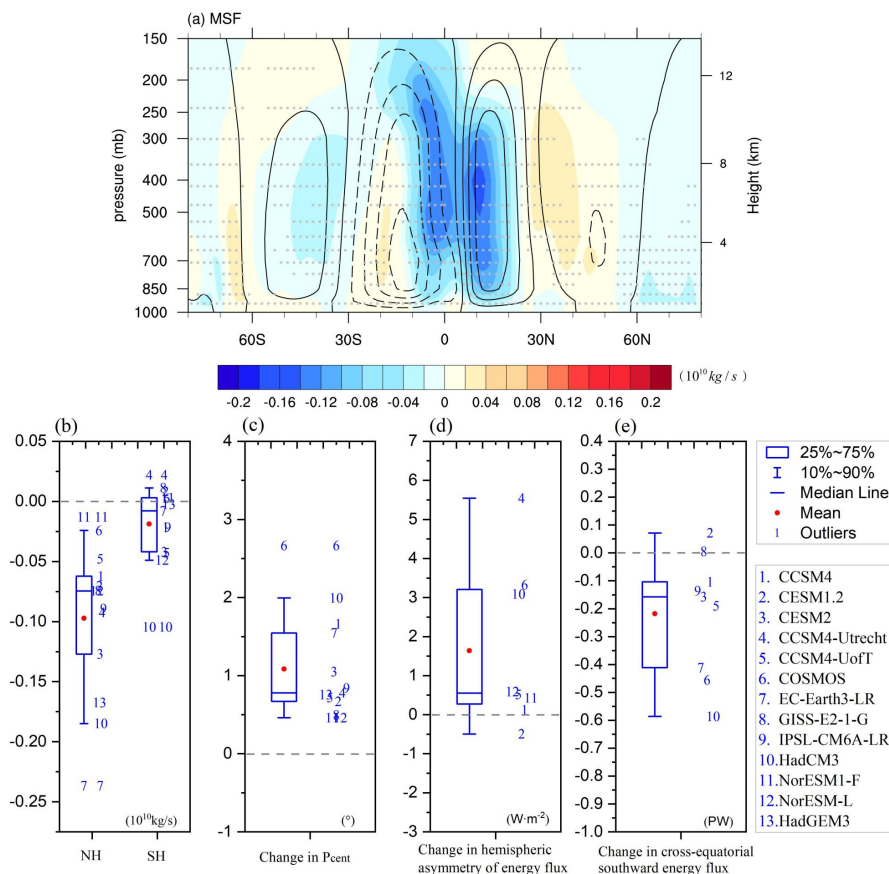 (a) MSF
pressure (mb)
150
200
250
300
400
500
700
850
1000
12
8
4
Height (km)
60S 30S 0 30N 60N
-0.2 -0.16 -0.12 -0.08 -0.04 0 0.04 0.08 0.12 0.16 0.2
(10¹⁰kg/s)
(b) (c) (d) (e)
0.05
0.00
-0.05
-0.10
-0.15
-0.20
-0.25
(10¹⁰kg/s)
NH SH
4
3
2
1
0
-1
(°)
Change in Pcent
7
6
5
4
3
2
1
0
-1
-2
-3
(W·m⁻²)
Change in hemispheric
asymmetry of energy flux
0.4
0.3
0.2
0.1
0.0
-0.1
-0.2
-0.3
-0.4
-0.5
-0.6
-0.7
-0.8
-0.9
-1.0
(PW)
Change in cross-equatorial
southward energy flux
25%~75%
10%~90%
Median Line
Mean
1 Outliers
1. CCSM4
2. CESM1.2
3. CESM2
4. CCSM4-Utrecht
5. CCSM4-UofT
6. COSMOS
7. EC-Earth3-LR
8. GISS-E2-1-G
9. IPSL-CM6A-LR
10.HadCM3
11.NorESM1-F
12.NorESM-L
13.HadGEM3